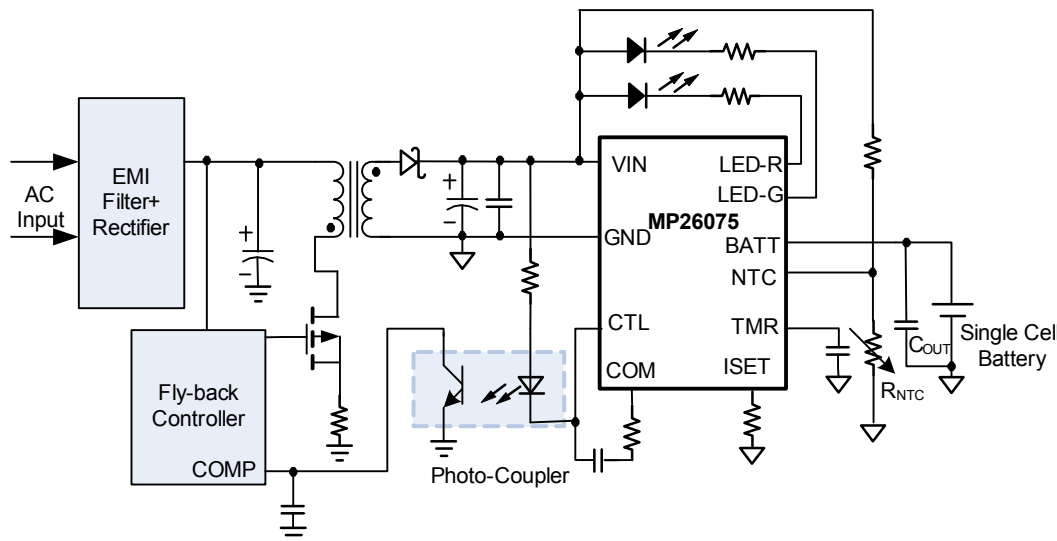 AC
Input
EMI
Filter+
Rectifier
+
-
Fly-back
Controller
COMP
+
-
Photo-Coupler
MP26075
VIN
GND
CTL
COM
LED-R
LED-G
BATT
NTC
TMR
ISET
COUT
RNTC
Single Cell
Battery